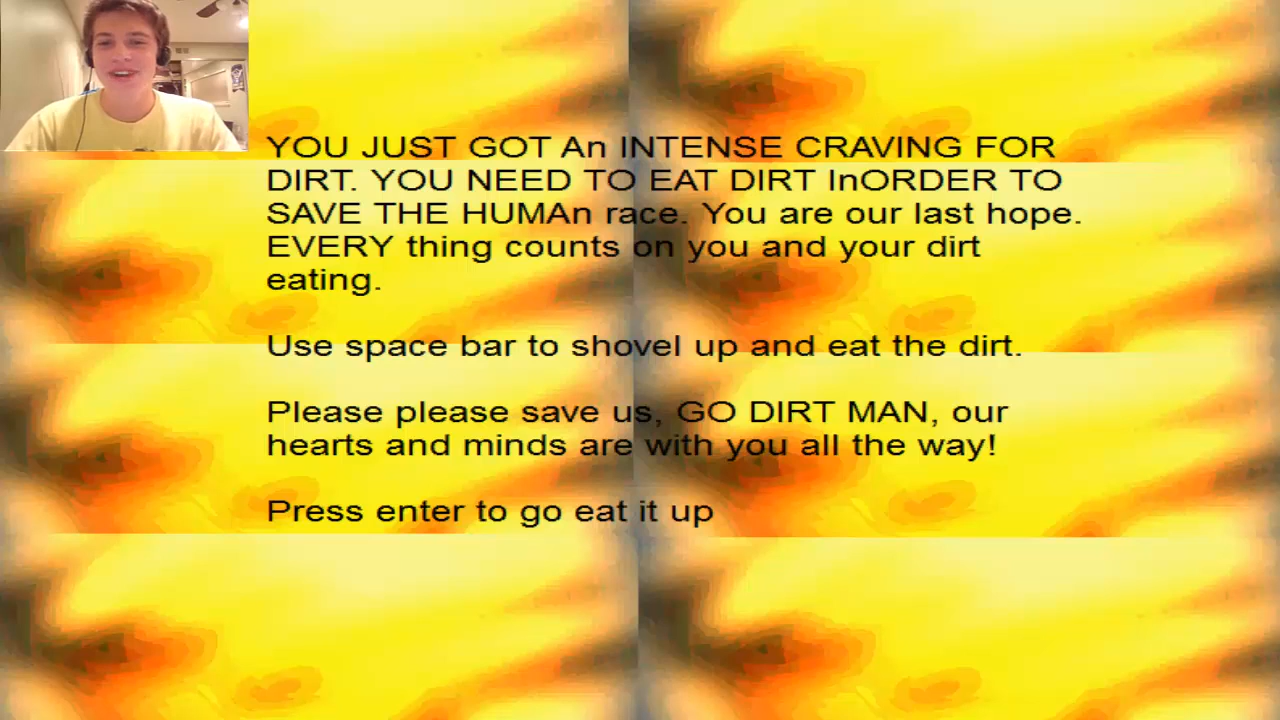 YOU JUST GOT An INTENSE CRAVING FOR
DIRT. YOU NEED TO EAT DIRT InORDER TO
SAVE THE HUMAn race. You are our last hope.
EVERY thing counts on you and your dirt
eating.
Use space bar to shovel up and eat the dirt.
Please please save us, GO DIRT MAN, our
hearts and minds are with you all the way!
Press enter to go eat it up